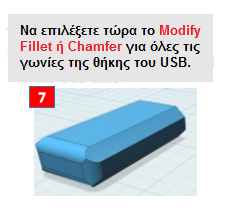 Να επιλέξετε τώρα το Modify
Fillet ή Chamfer για όλες τις
γωνίες της θήκης του USB.
7